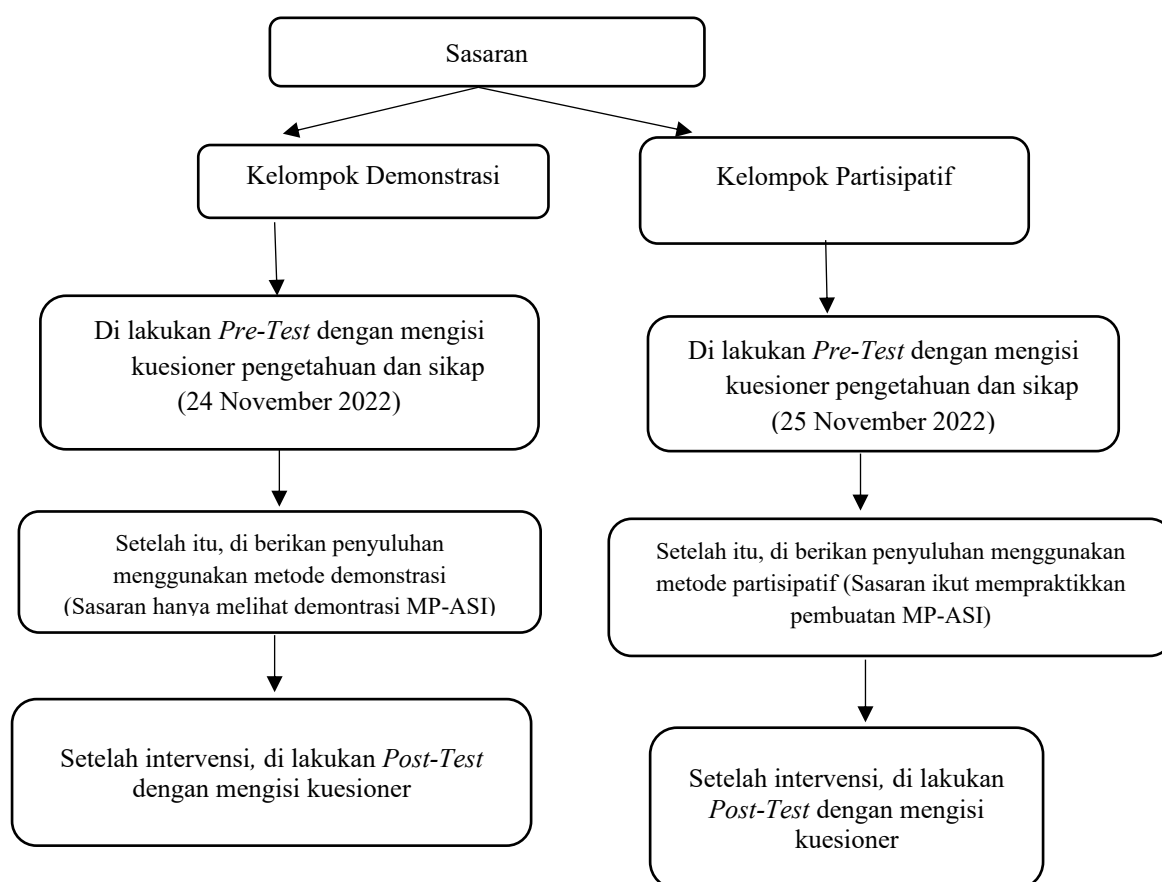 Sasaran
Kelompok Demonstrasi
Kelompok Partisipatif
Di lakukan Pre-Test dengan mengisi
kuesioner pengetahuan dan sikap
(24 November 2022)
Di lakukan Pre-Test dengan mengisi
kuesioner pengetahuan dan sikap
(25 November 2022)
Setelah itu, di berikan penyuluhan
menggunakan metode demonstrasi
(Sasaran hanya melihat demontrasi MP-ASI)
Setelah itu, di berikan penyuluhan menggunakan
metode partisipatif (Sasaran ikut mempraktikkan
pembuatan MP-ASI)
Setelah intervensi, di lakukan Post-Test
dengan mengisi kuesioner
Setelah intervensi, di lakukan
Post-Test dengan mengisi
kuesioner